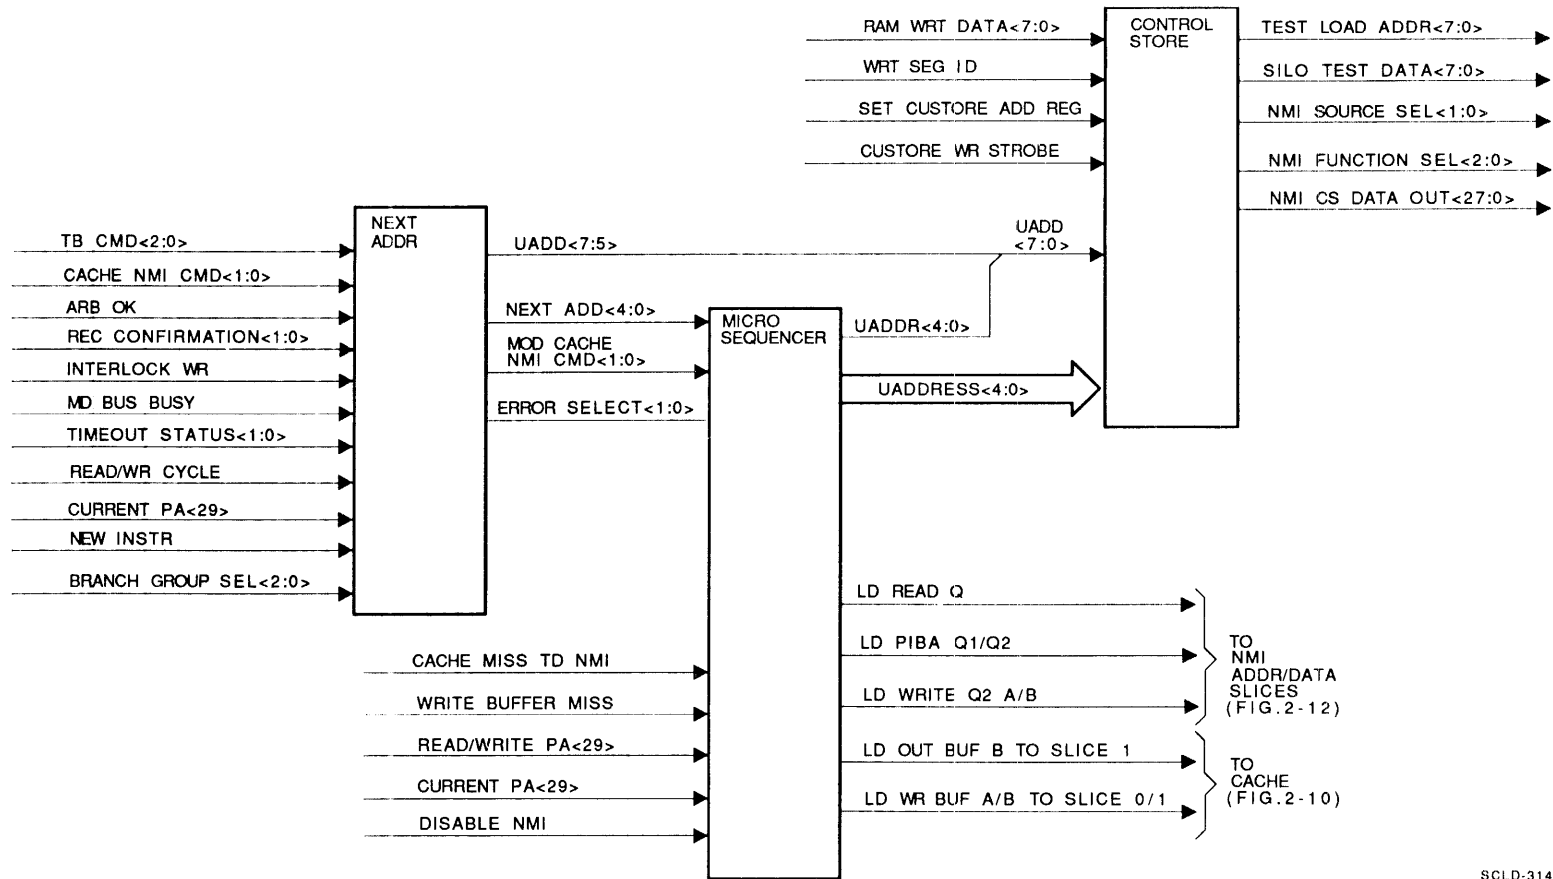 RAM WRT DATA<7:0>
WRT SEG ID
SET CUSTORE ADD REG
CUSTORE WR STROBE
CONTROL
STORE
TEST LOAD ADDR<7:0>
SILO TEST DATA<7:0>
NMI SOURCE SEL<1:0>
NMI FUNCTION SEL<2:0>
NMI CS DATA OUT<27:0>
UADD
<7:0>
TB CMD<2:0>
CACHE NMI CMD<1:0>
ARB OK
REC CONFIRMATION<1:0>
INTERLOCK WR
MD BUS BUSY
TIMEOUT STATUS<1:0>
READ/WR CYCLE
CURRENT PA<29>
NEW INSTR
BRANCH GROUP SEL<2:0>
NEXT
ADDR
UADD<7:5>
NEXT ADD<4:0>
MOD CACHE
NMI CMD<1:0>
ERROR SELECT<1:0>
MICRO
SEQUENCER
UADDR<4:0>
UADDRESS<4:0>
CACHE MISS TD NMI
WRITE BUFFER MISS
READ/WRITE PA<29>
CURRENT PA<29>
DISABLE NMI
LD READ Q
LD PIBA Q1/Q2
LD WRITE Q2 A/B
LD OUT BUF B TO SLICE 1
LD WR BUF A/B TO SLICE 0/1
TO
NMI
ADDR/DATA
SLICES
(FIG.2-12)
TO
CACHE
(FIG.2-10)
SCLD-314